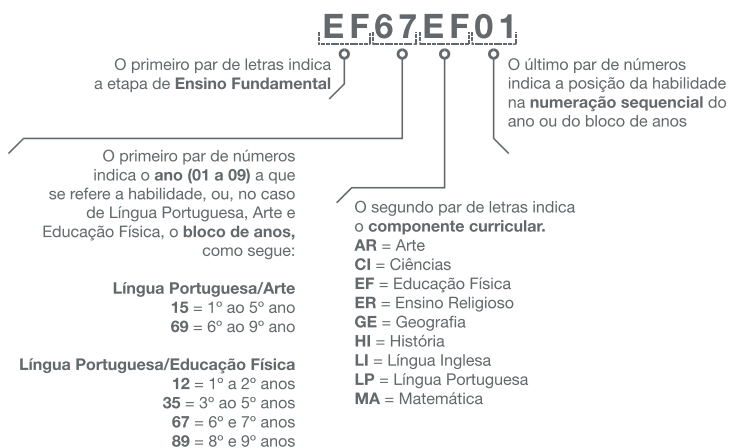 EF67EF01
O primeiro par de letras indica
a etapa de Ensino Fundamental
O último par de números
indica a posição da habilidade
na numeração sequencial do
ano ou do bloco de anos
O primeiro par de números
indica o ano (01 a 09) a que
se refere a habilidade, ou, no caso
de Língua Portuguesa, Arte e
Educação Física, o bloco de anos,
como segue:
Língua Portuguesa/Arte
15 = 1º ao 5º ano
69 = 6º ao 9º ano
Língua Portuguesa/Educação Física
12 = 1º a 2º anos
35 = 3º ao 5º anos
67 = 6º e 7º anos
89 = 8º e 9º anos
O segundo par de letras indica
o componente curricular.
AR = Arte
CI = Ciências
EF = Educação Física
ER = Ensino Religioso
GE = Geografia
HI = História
LI = Língua Inglesa
LP = Língua Portuguesa
MA = Matemática